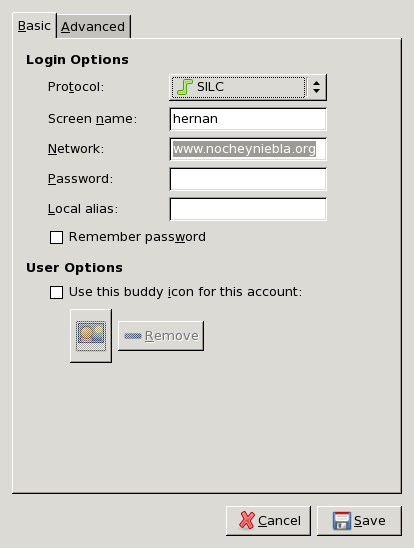 Basic Advanced
Login Options
Protocol: SILC
Screen name: hernan
Network: www.nocheyniebla.org
Password:
Local alias:
Remember password
User Options
Use this buddy icon for this account:
Remove
Cancel Save